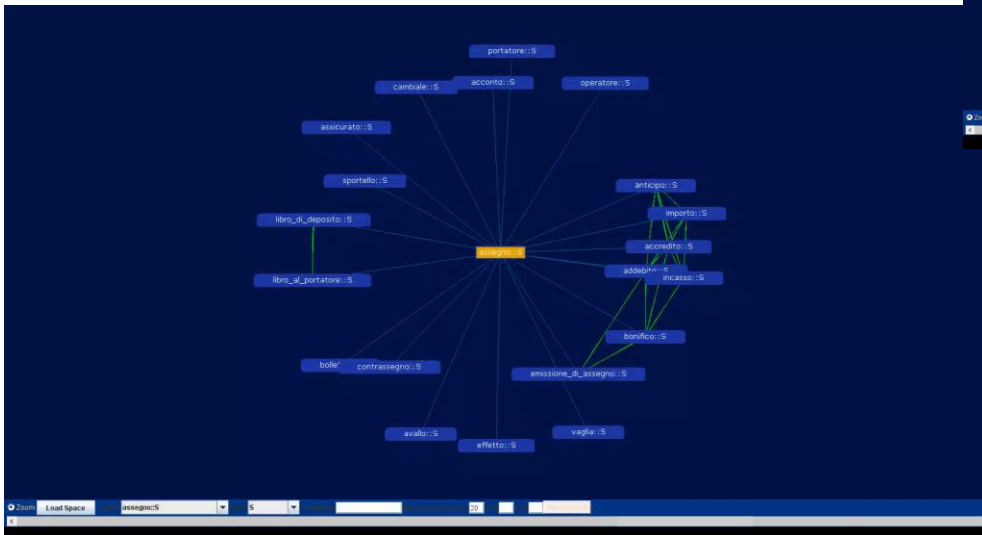 portatore::S
cambiale::S
acconto::S
operatore::S
assicurato::S
sportello::S
anticipo::S
libro_di_deposito::S
importo::S
accredito::S
assegno::S
addebito::S
libro_al_portatore::S
incasso::S
bonifico::S
contrassegno::S
emissione_di_assegno::S
avallo::S
vaglia::S
effetto::S
Zoom Load Space assegno::S S 20